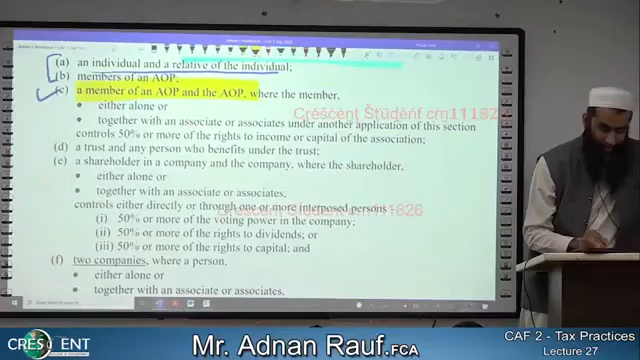 (a) an individual and a relative of the individual;
(b) members of an AOP;
(c) a member of an AOP and the AOP, where the member,
• either alone or
• together with an associate or associates under another application of this section
controls 50% or more of the rights to income or capital of the association;
(d) a trust and any person who benefits under the trust;
(e) a shareholder in a company and the company, where the shareholder,
• either alone or
• together with an associate or associates,
controls either directly or through one or more interposed persons
(i) 50% or more of the voting power in the company;
(ii) 50% or more of the rights to dividends; or
(iii) 50% or more of the rights to capital; and
(f) two companies, where a person,
• either alone or
• together with an associate or associates,
Crescent Student crn111826
Crescent Student crn111826
CRESCENT
Mr. Adnan Rauf.FCA
CAF 2 - Tax Practices
Lecture 27